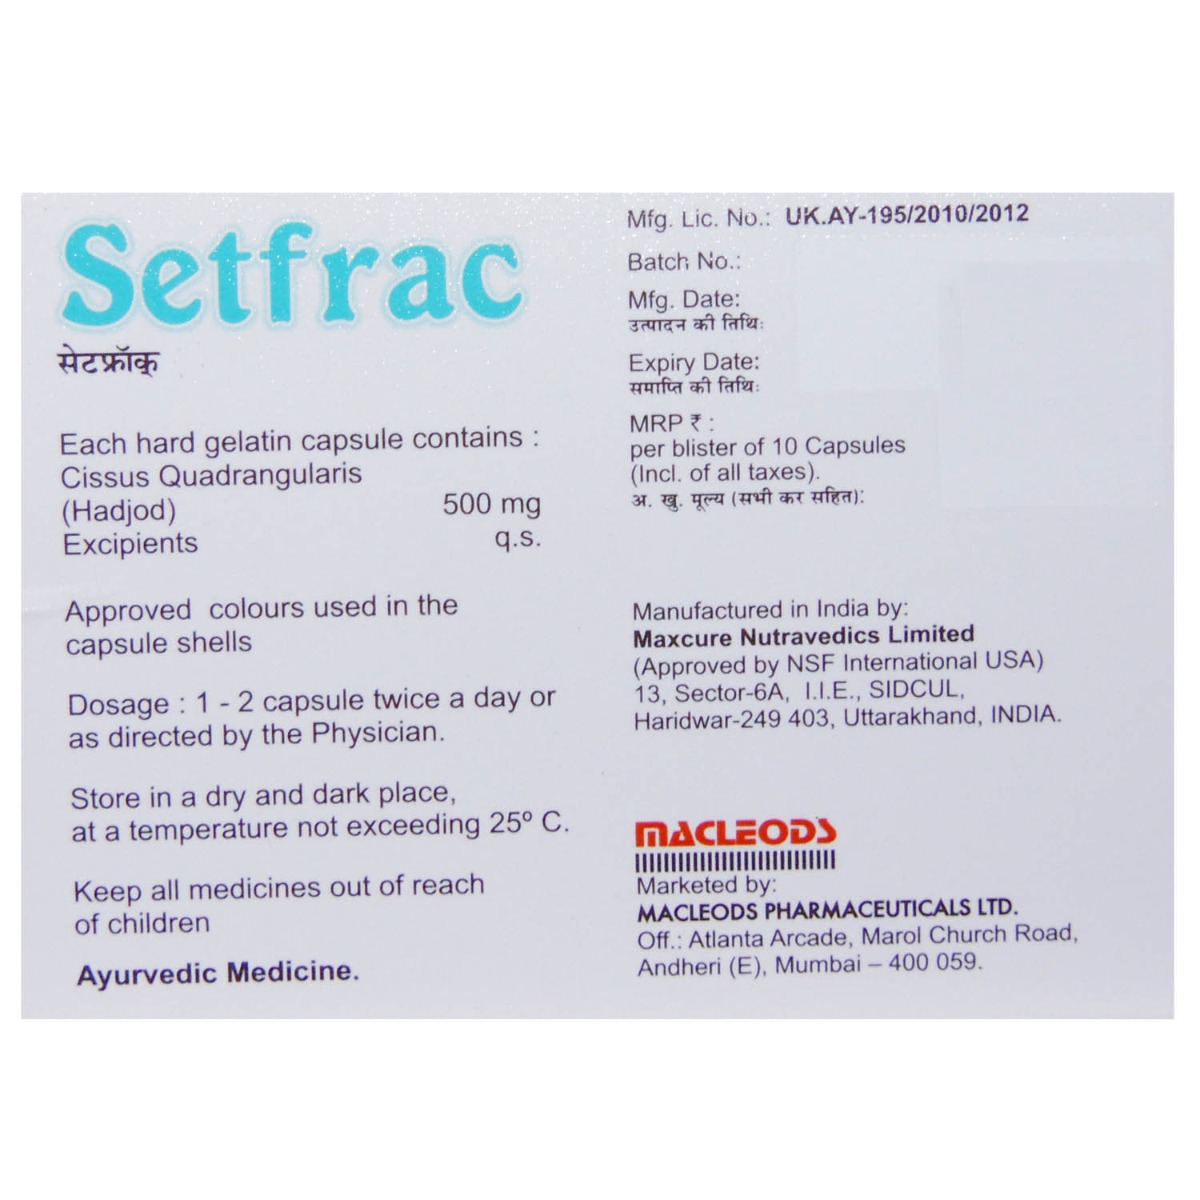 Setfrac
सेटफ्रॉक्
Each hard gelatin capsule contains :
Cissus Quadrangularis
(Hadjod) 500 mg
Excipients q.s.
Approved colours used in the
capsule shells
Dosage : 1 - 2 capsule twice a day or
as directed by the Physician.
Store in a dry and dark place,
at a temperature not exceeding 25º C.
Keep all medicines out of reach
of children
Ayurvedic Medicine.
Mfg. Lic. No.: UK.AY-195/2010/2012
Batch No.:
Mfg. Date:
उत्पादन की तिथि:
Expiry Date:
समाप्ति की तिथि:
MRP ₹ :
per blister of 10 Capsules
(Incl. of all taxes).
अ. खु. मूल्य (सभी कर सहित):
Manufactured in India by:
Maxcure Nutravedics Limited
(Approved by NSF International USA)
13, Sector-6A, I.I.E., SIDCUL,
Haridwar-249 403, Uttarakhand, INDIA.
MACLEODS
Marketed by:
MACLEODS PHARMACEUTICALS LTD.
Off.: Atlanta Arcade, Marol Church Road,
Andheri (E), Mumbai – 400 059.